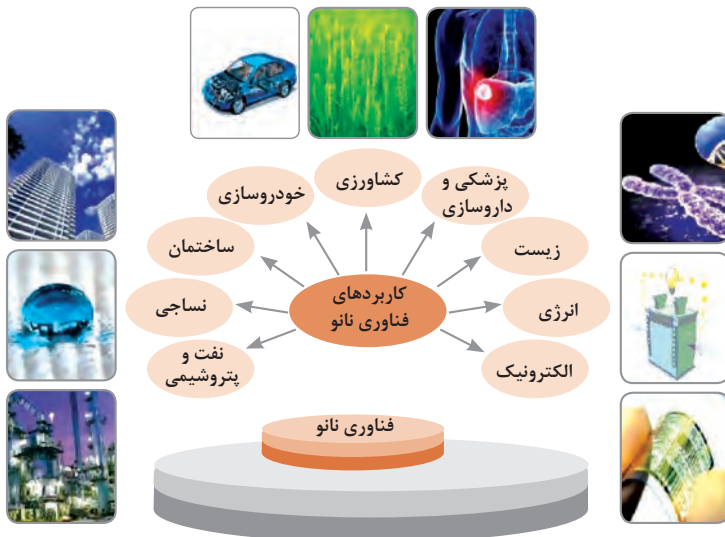 کشاورزی
پزشکی و
داروسازی
خودروسازی
زیست
ساختمان
کاربردهای
فناوری نانو
انرژی
نساجی
الکترونیک
نفت و
پتروشیمی
فناوری نانو